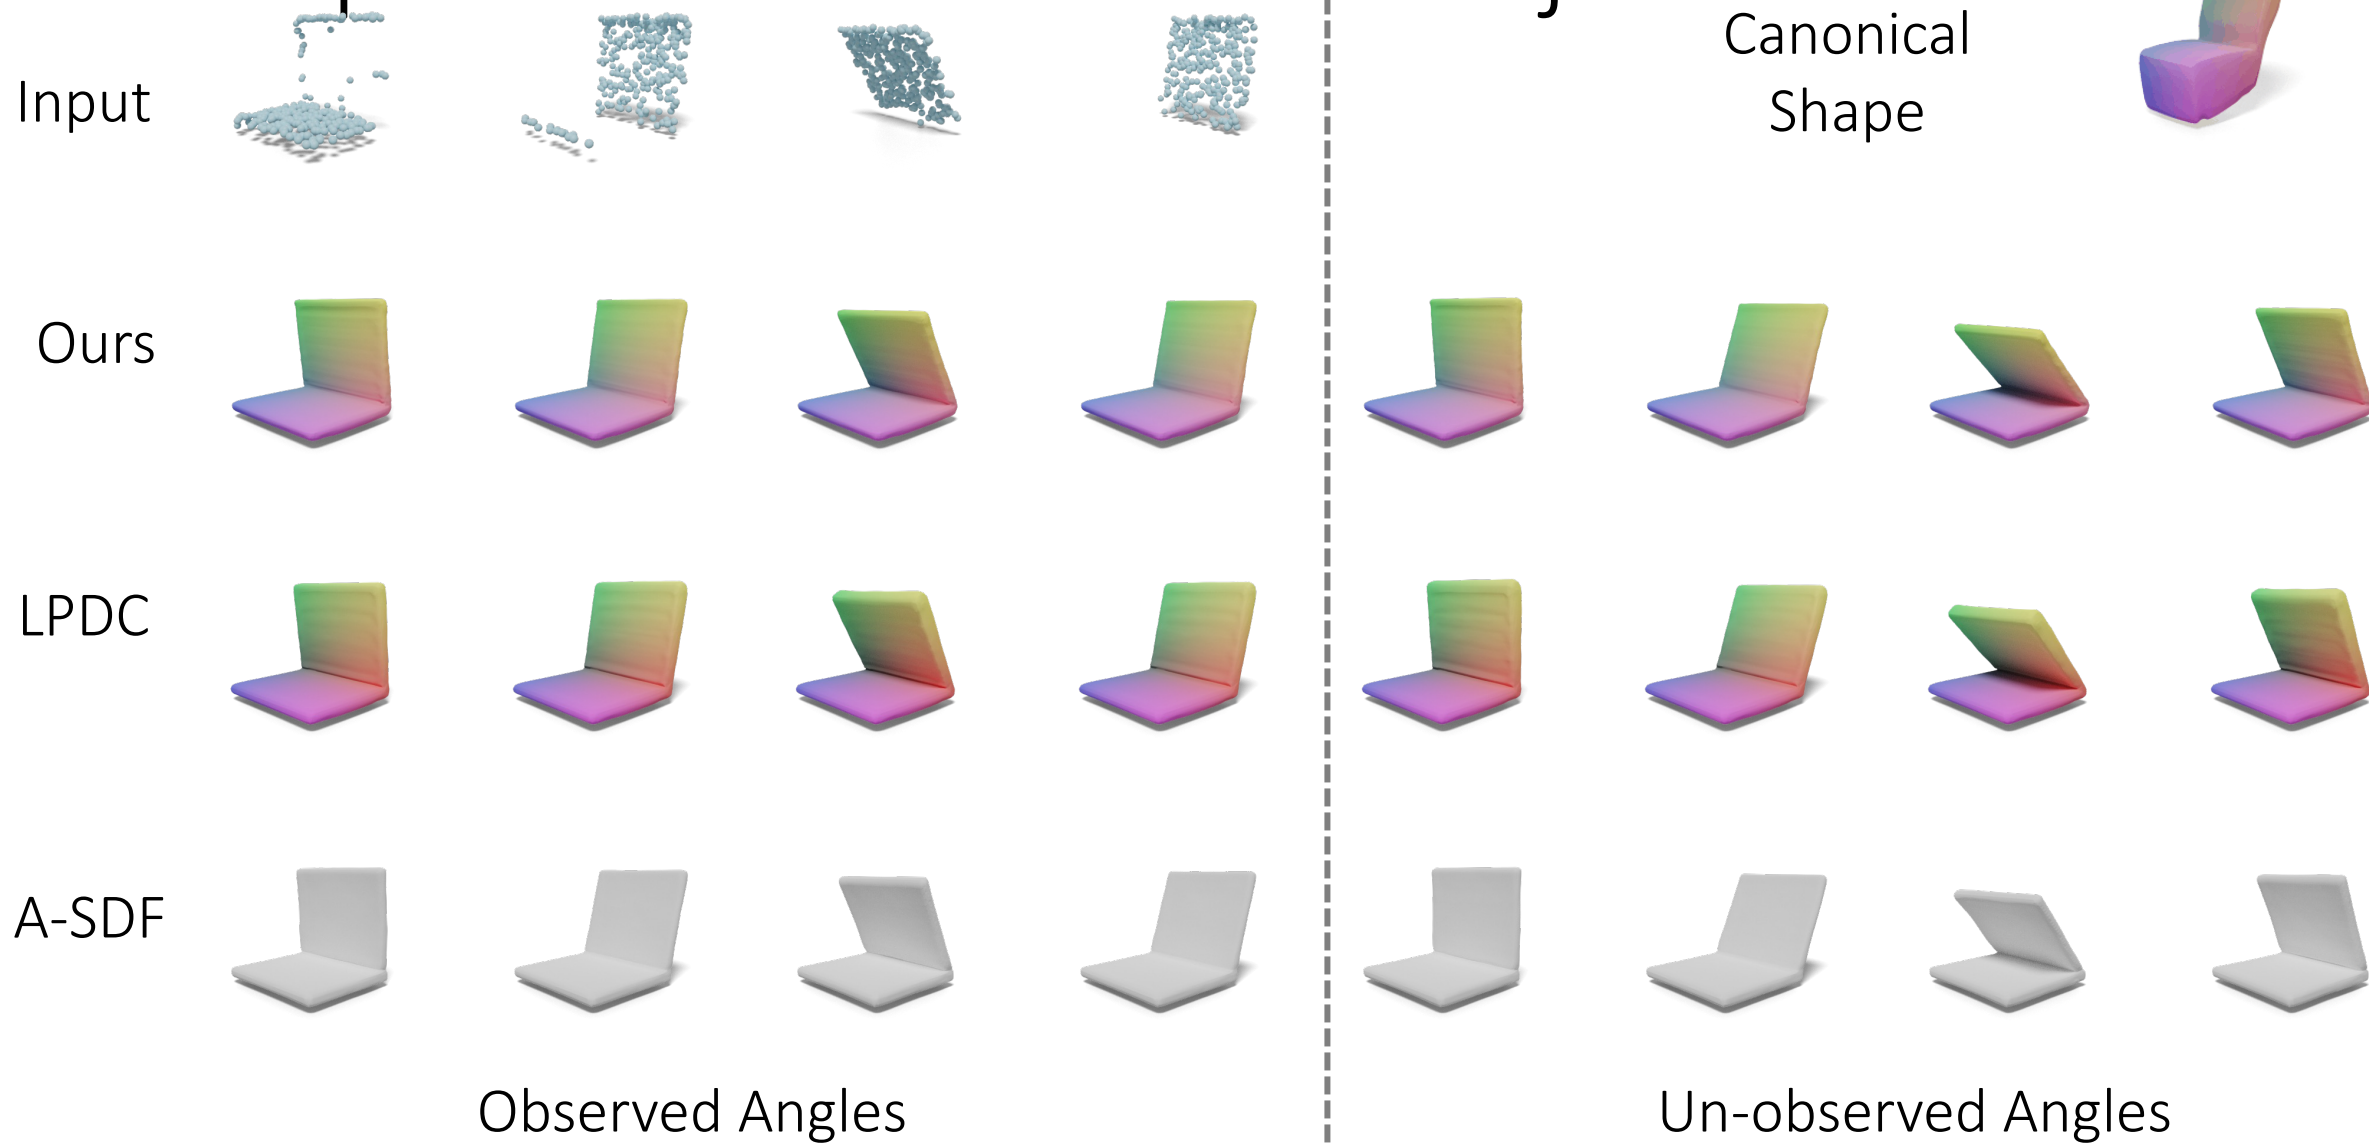 Input
Canonical
Shape
Ours
LPDC
A-SDF
Observed Angles
Un-observed Angles